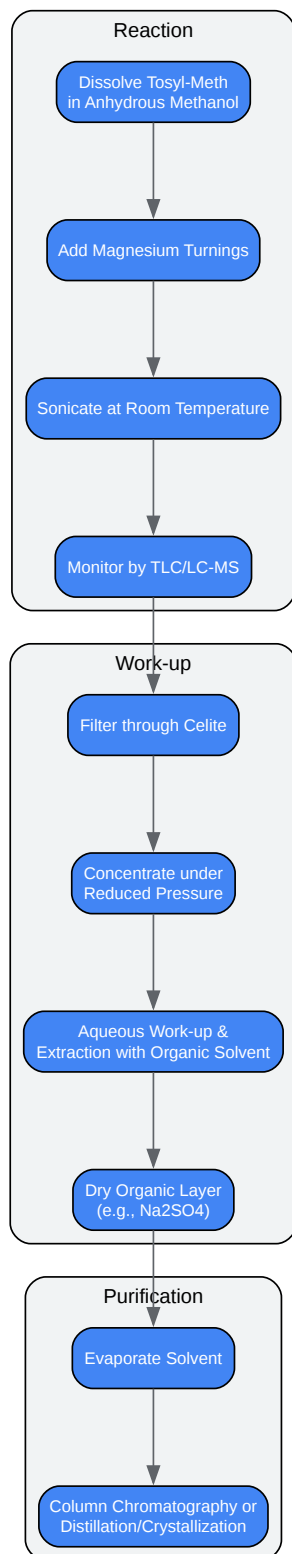 Reaction
Dissolve Tosyl-Meth
in Anhydrous Methanol
Add Magnesium Turnings
Sonicate at Room Temperature
Monitor by TLC/LC-MS
Work-up
Filter through Celite
Concentrate under
Reduced Pressure
Aqueous Work-up &
Extraction with Organic Solvent
Dry Organic Layer
(e.g., Na2SO4)
Purification
Evaporate Solvent
Column Chromatography or
Distillation/Crystallization